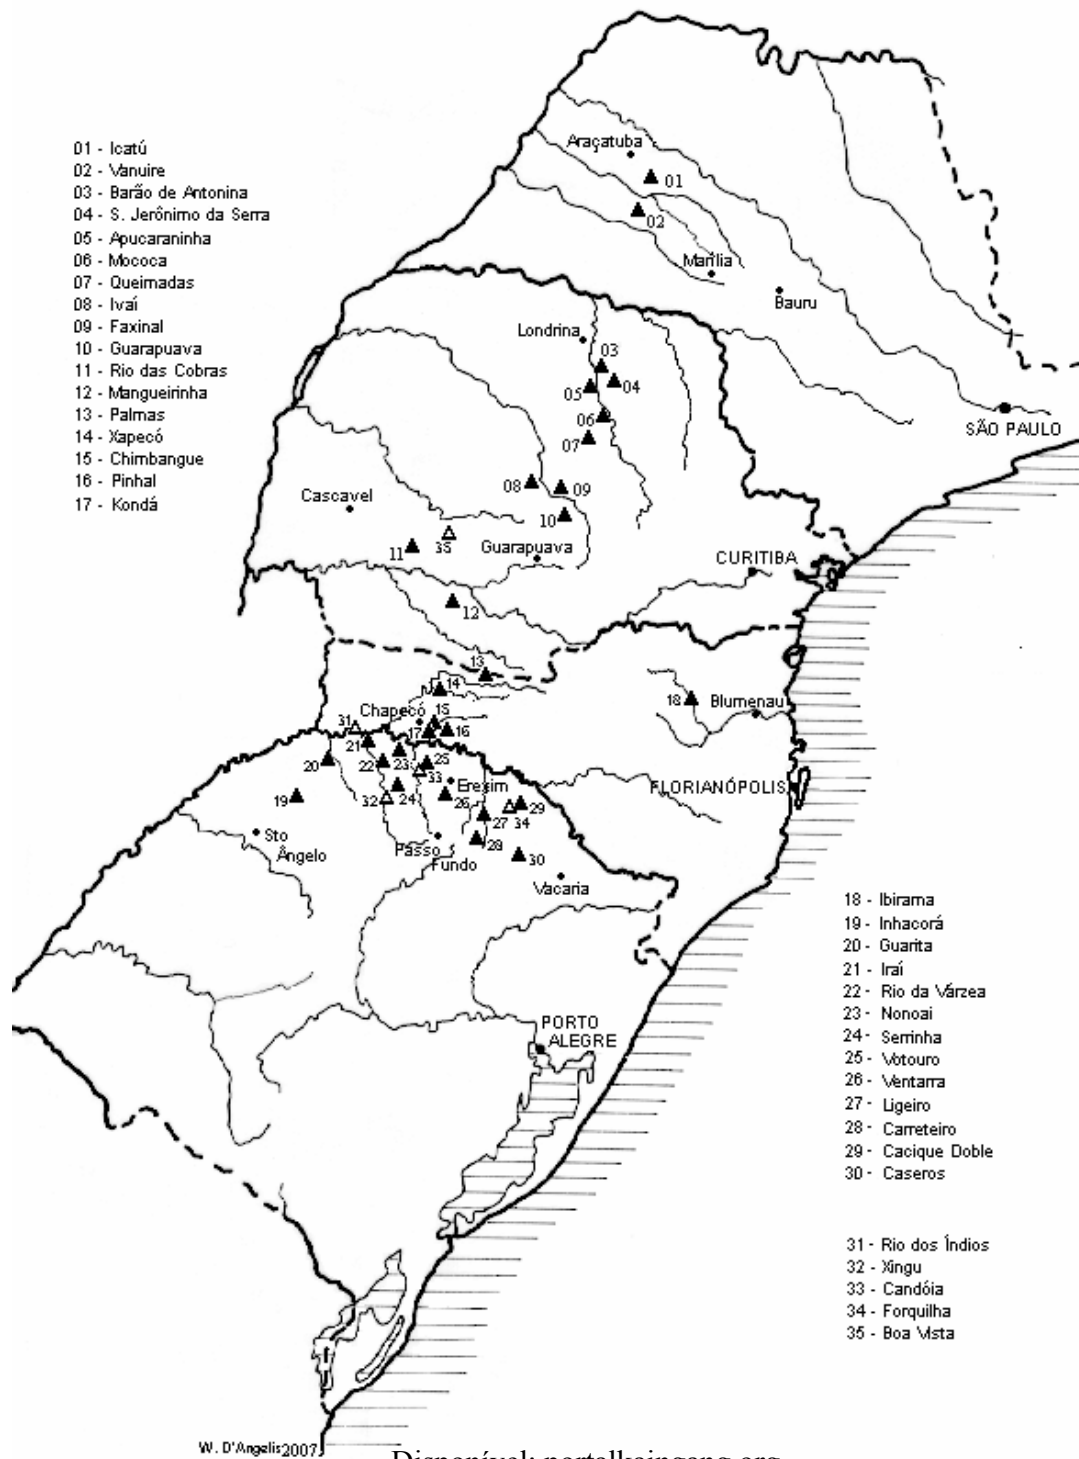 01 - Icatú
02 - Vanuire
03 - Barão de Antonina
04 - S. Jerônimo da Serra
05 - Apucaraninha
06 - Mococa
07 - Queimadas
08 - Ivaí
09 - Faxinal
10 - Guarapuava
11 - Rio das Cobras
12 - Mangueirinha
13 - Palmas
14 - Xapecó
15 - Chimbangue
16 - Pinhal
17 - Kondá
Araçatuba
01
02
Marília
Bauru
Londrina
03
04
05
06
07
SÃO PAULO
08
09
Cascavel
10
35
11
Guarapuava
CURITIBA
12
13
14
18
Blumenau
Chapecó
15
31
17
16
21
20
22
23
25
33
Erexim
FLORIANÓPOLIS
19
32
24
26
29
34
27
Sto
Ângelo
Passo
Fundo
28
30
Vacaria
18 - Ibirama
19 - Inhacorá
20 - Guarita
21 - Iraí
22 - Rio da Várzea
23 - Nonoai
24 - Serrinha
25 - Votouro
26 - Ventarra
27 - Ligeiro
28 - Carreteiro
29 - Cacique Doble
30 - Caseros
PORTO
ALEGRE
31 - Rio dos Índios
32 - Xingu
33 - Candóia
34 - Forquilha
35 - Boa Vista
W. D'Angelis 2007
Disponível: portalkaingang.org